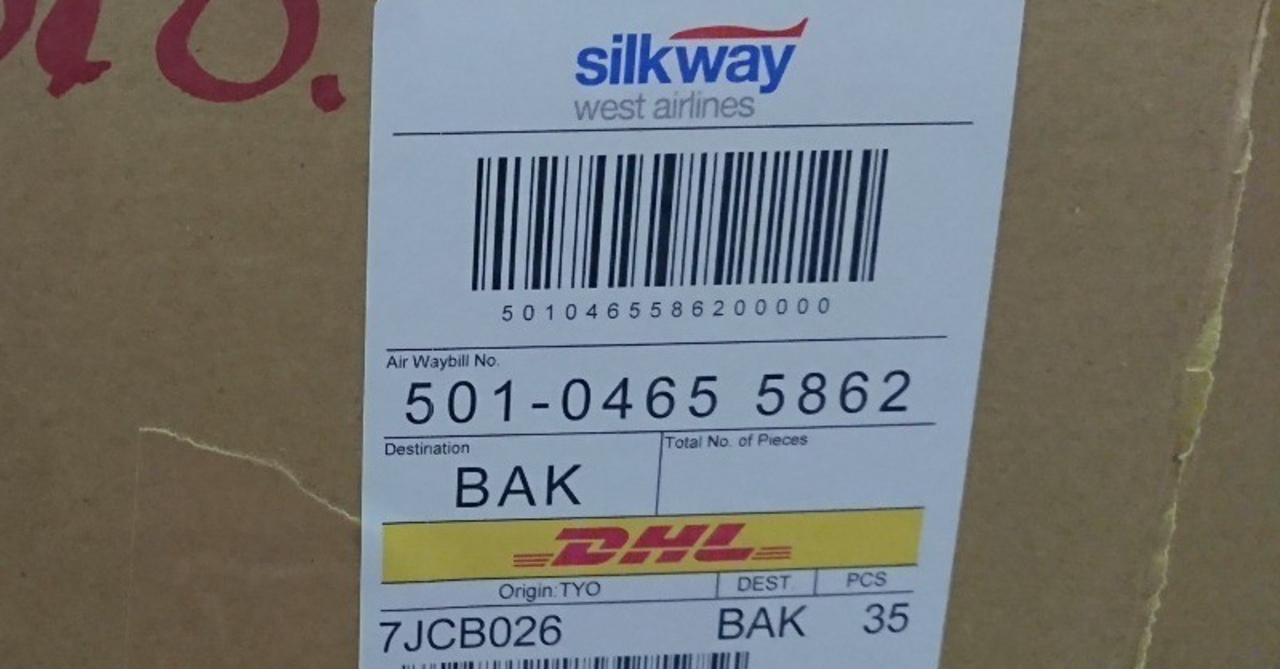 silkway
west airlines
5010465586200000
Air Waybill No.
501-0465 5862
Destination
Total No. of Pieces
BAK
DHL
Origin:TYO DEST. PCS
7JCB026 BAK 35